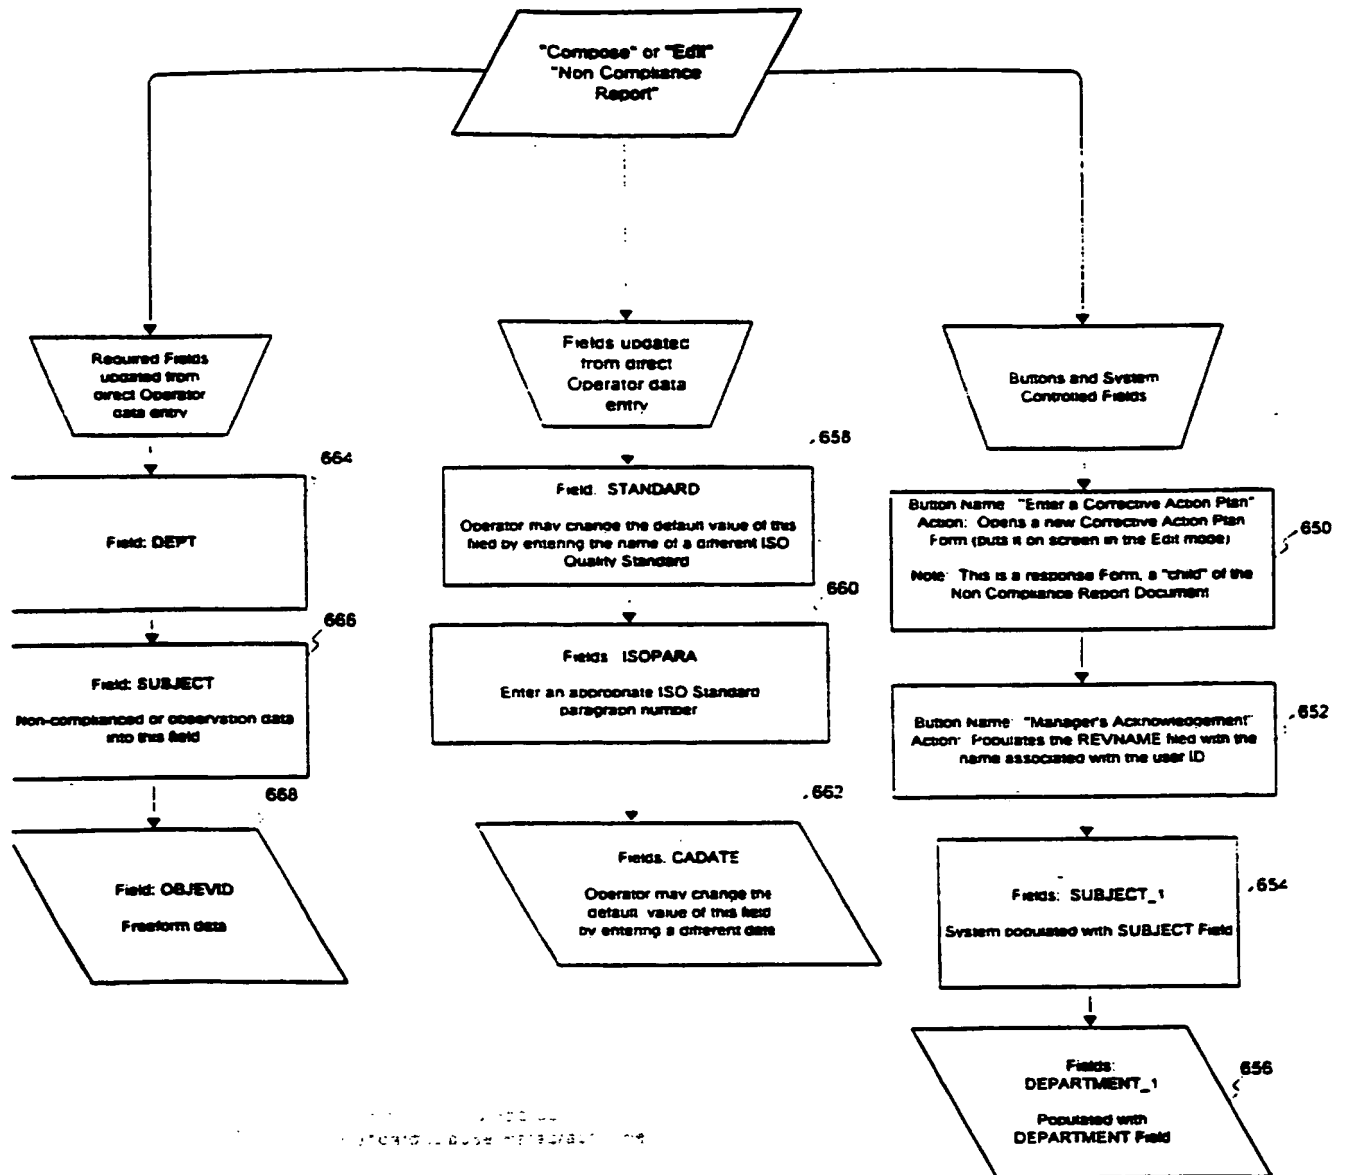 "Compose" or "Edit"
"Non Compliance
Report"
Required Fields
updated from
direct Operator
data entry
664
Field: DEPT
666
Field: SUBJECT
Non-complianced or observation data
into this field
668
Field: OBJEVID
Freeform data
Fields updated
from direct
Operator data
entry
658
Field: STANDARD
Operator may change the default value of this
filed by entering the name of a different ISO
Quality Standard
660
Fields ISOPARA
Enter an appropriate ISO Standard
paragraph number
662
Fields: CADATE
Operator may change the
default value of this field
by entering a different date
Buttons and System
Controlled Fields
Button Name: "Enter a Corrective Action Plan"
Action: Opens a new Corrective Action Plan
Form (puts it on screen in the Edit mode)
Note: This is a response Form, a "child" of the
Non Compliance Report Document
650
Button Name: "Manager's Acknowledgement"
Action: Populates the REVNAME filed with the
name associated with the user ID
652
Fields: SUBJECT_1
System populated with SUBJECT Field
654
Fields:
DEPARTMENT_1
Populated with
DEPARTMENT Field
656